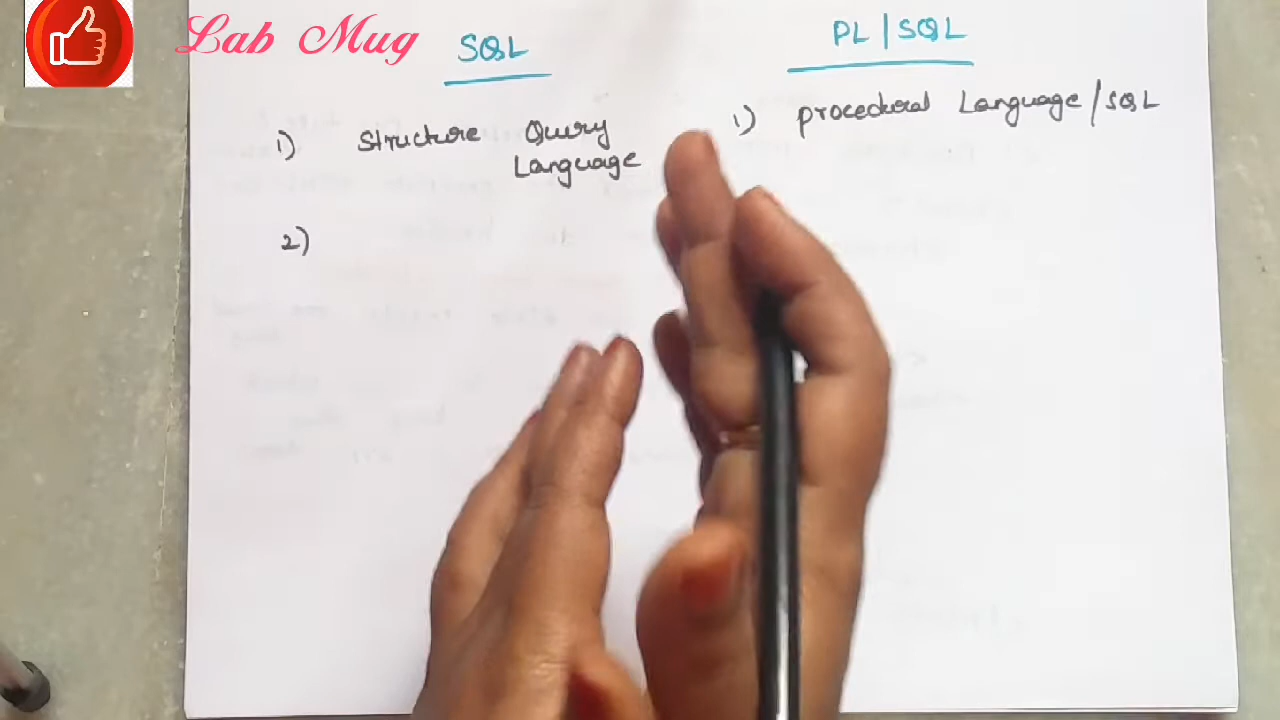 Lab Mug
SQL
PL/SQL
1) Structure Query
Language
1) procedural Language/SQL
2)